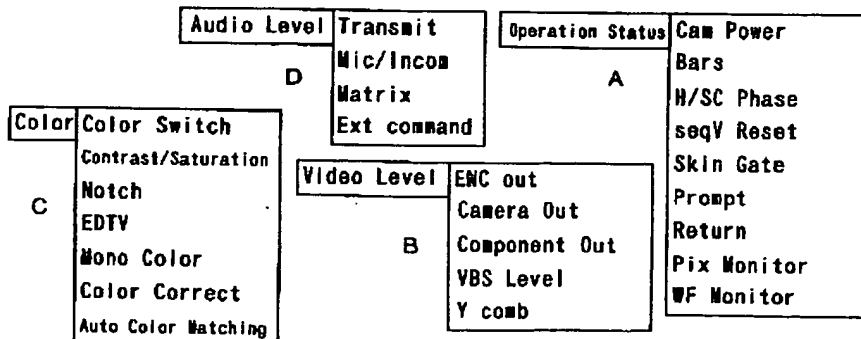 Audio Level
Transmit
Mic/Incom
Matrix
Ext command
D
Operation Status
Cam Power
Bars
H/SC Phase
seqV Reset
Skin Gate
Prompt
Return
Pix Monitor
WF Monitor
A
Color
Color Switch
Contrast/Saturation
Notch
EDTV
Mono Color
Color Correct
Auto Color Matching
C
Video Level
ENC out
Camera Out
Component Out
VBS Level
Y comb
B